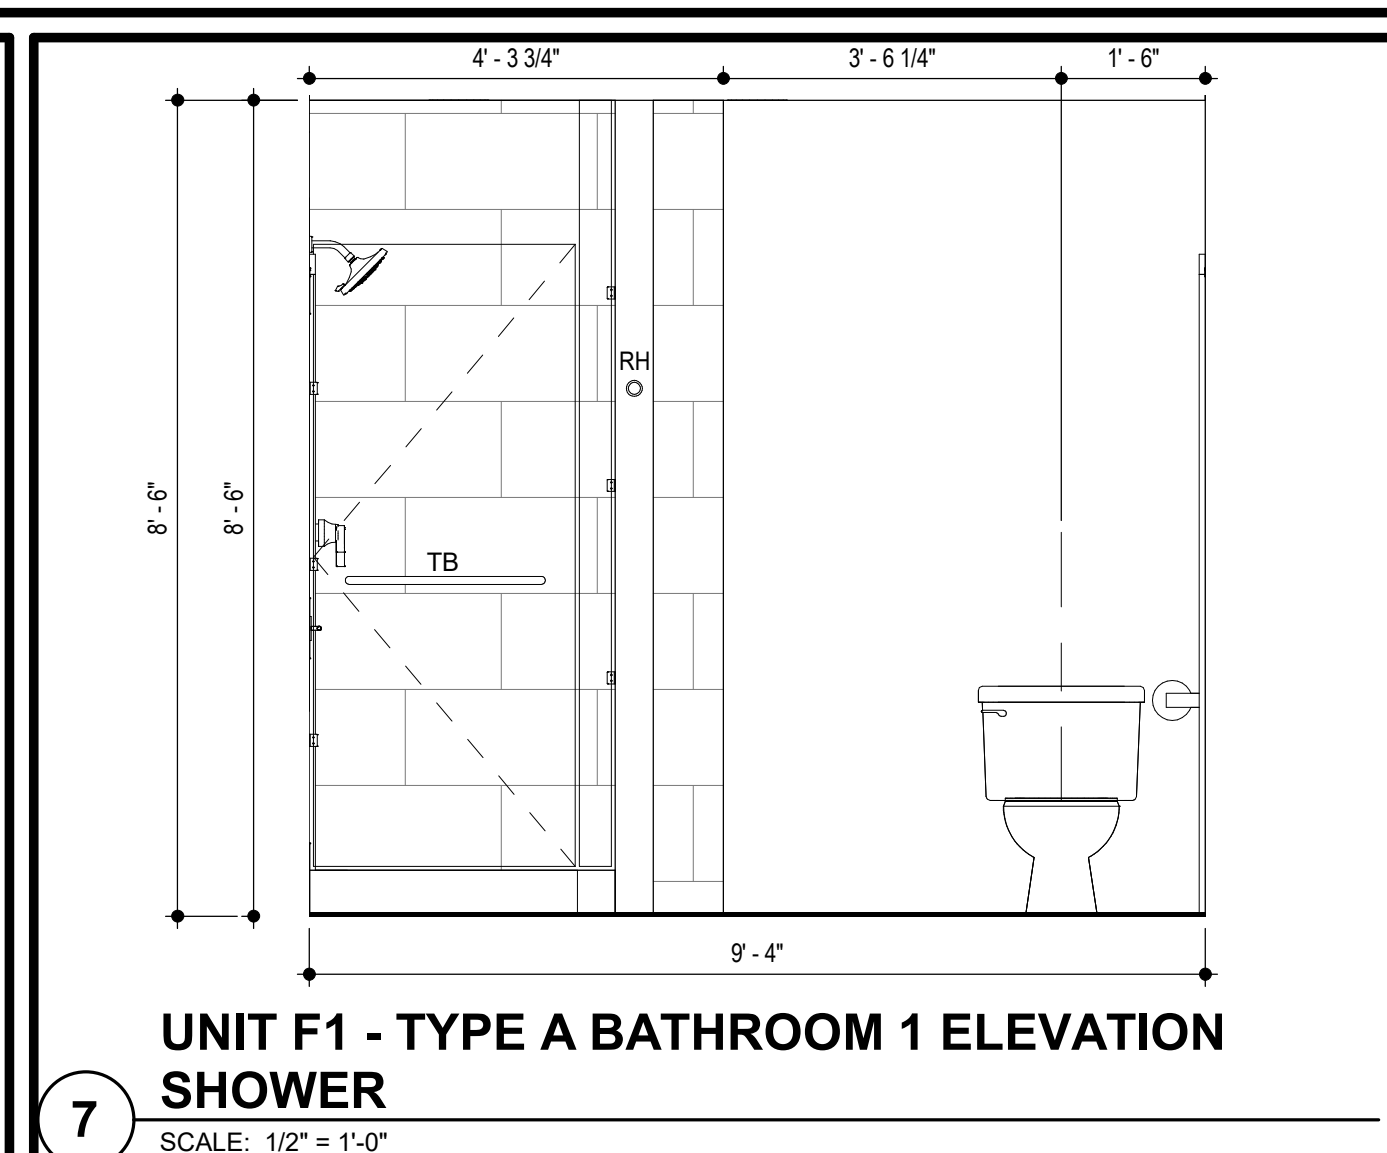 4' - 3 3/4"
3' - 6 1/4"
1' - 6"
8' - 6"
8' - 6"
RH
TB
9' - 4"
UNIT F1 - TYPE A BATHROOM 1 ELEVATION
SHOWER
7
SCALE: 1/2" = 1'-0"